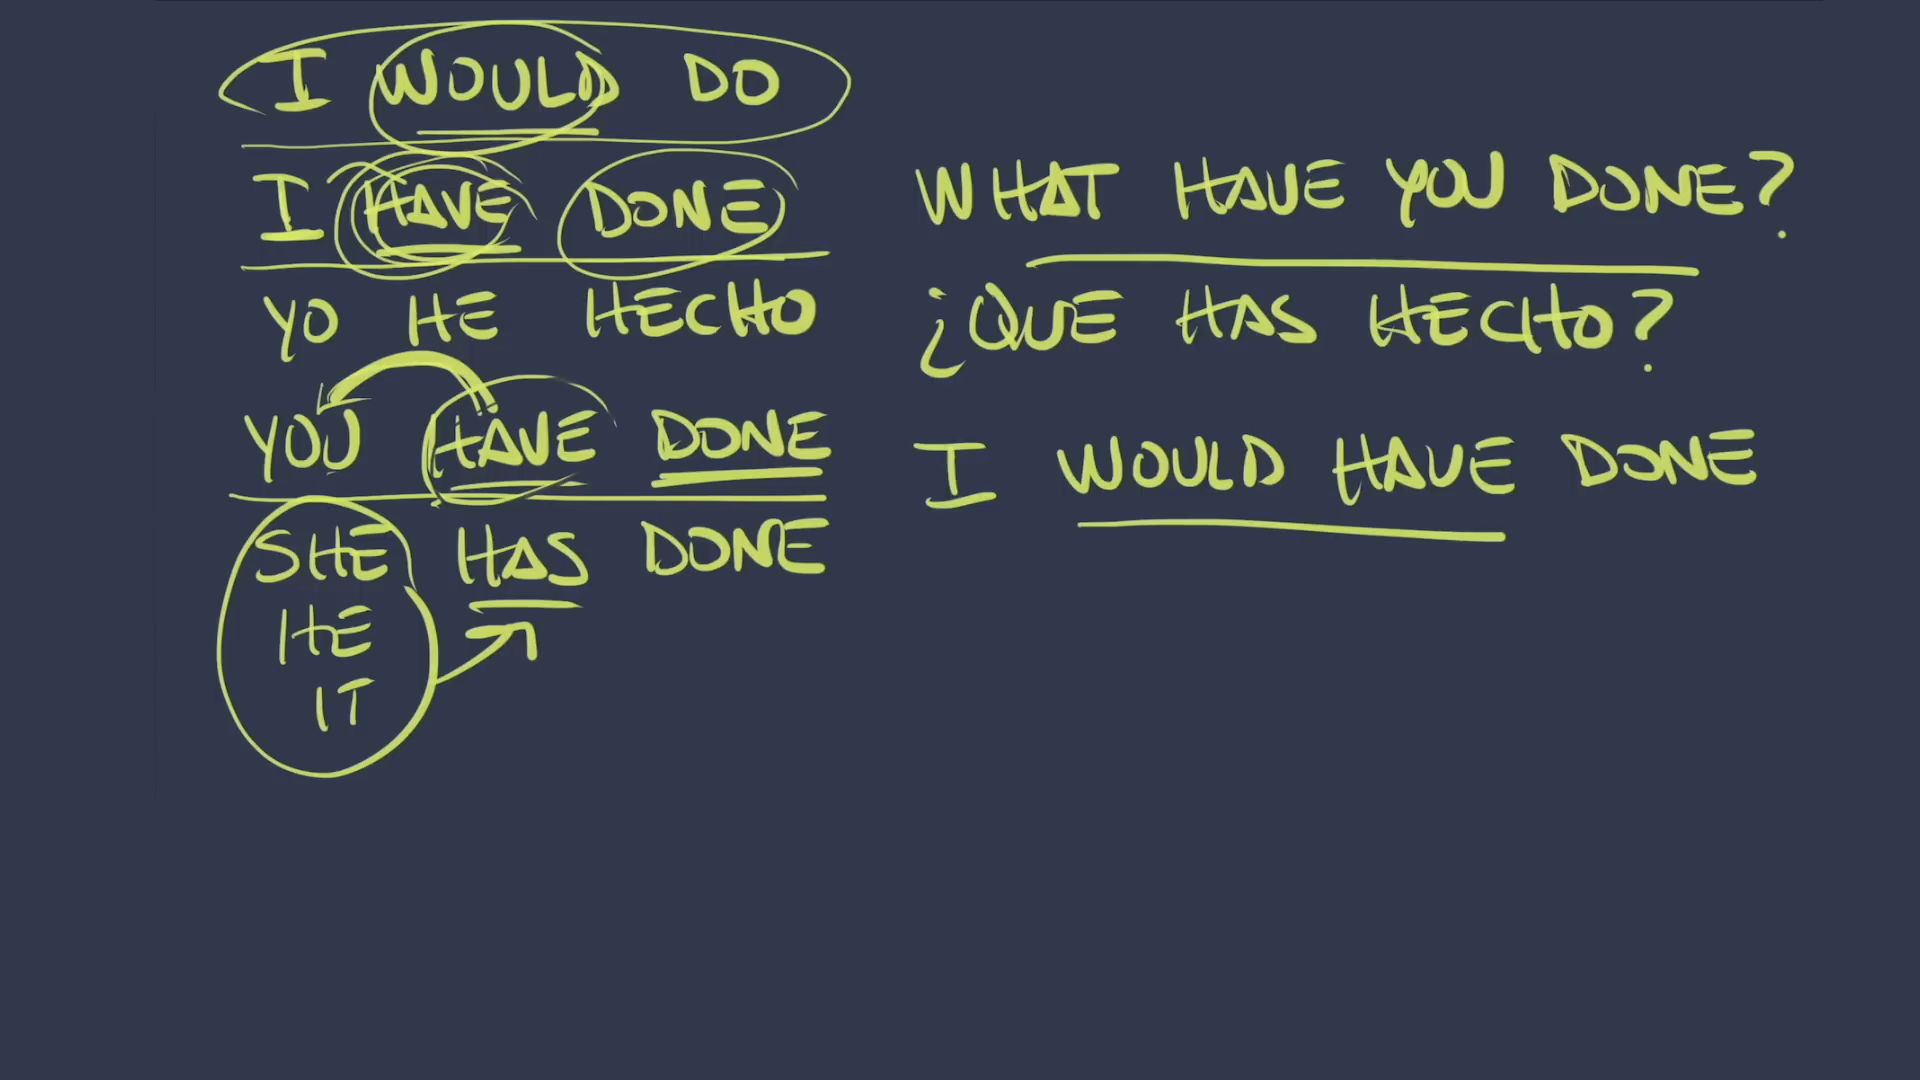 I WOULD DO
I HAVE DONE
YO HE HECHO
YOU HAVE DONE
SHE HAS DONE
HE
IT
WHAT HAVE YOU DONE?
¿QUE HAS HECHO?
I WOULD HAVE DONE